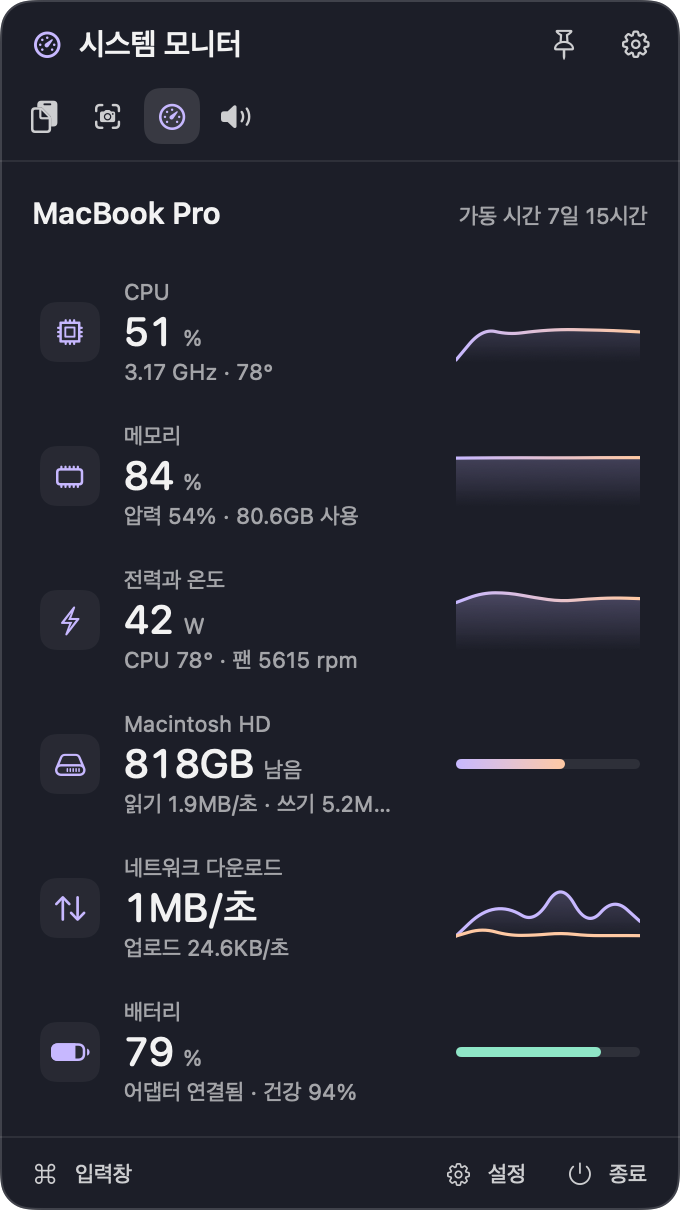 시스템 모니터
MacBook Pro
가동 시간 7일 15시간
CPU
51 %
3.17 GHz · 78°
메모리
84 %
압력 54% · 80.6GB 사용
전력과 온도
42 W
CPU 78° · 팬 5615 rpm
Macintosh HD
818GB 남음
읽기 1.9MB/초 · 쓰기 5.2M...
네트워크 다운로드
1MB/초
업로드 24.6KB/초
배터리
79 %
어댑터 연결됨 · 건강 94%
⌘ 입력창
설정
종료